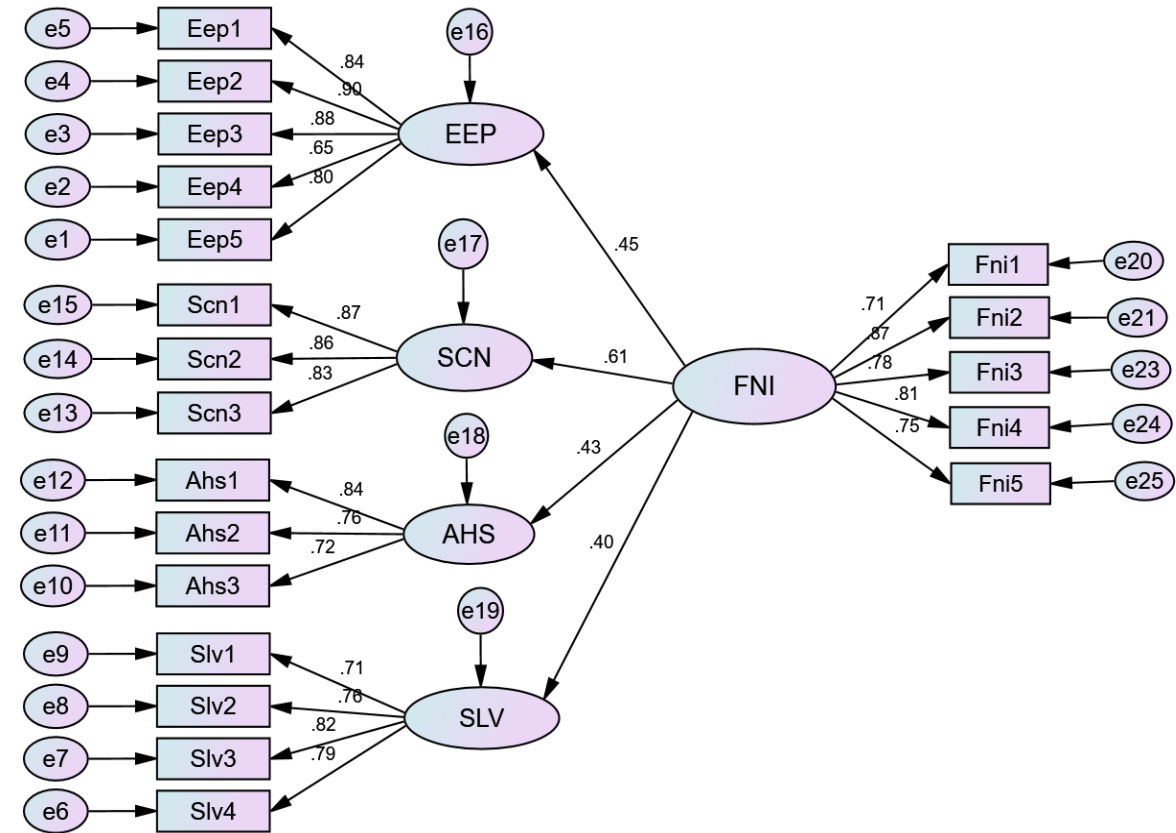 e5 Eep1
e4 Eep2
e3 Eep3
e2 Eep4
e1 Eep5
.84
.90
.88
.65
.80
e16
EEP
e15 Scn1
e14 Scn2
e13 Scn3
.87
.86
.83
e17
SCN
e12 Ahs1
e11 Ahs2
e10 Ahs3
.84
.76
.72
e18
AHS
e9 Slv1
e8 Slv2
e7 Slv3
e6 Slv4
.71
.76
.82
.79
e19
SLV
.45
.61
.43
.40
FNI
.71
.87
.78
.81
.75
Fni1 e20
Fni2 e21
Fni3 e23
Fni4 e24
Fni5 e25